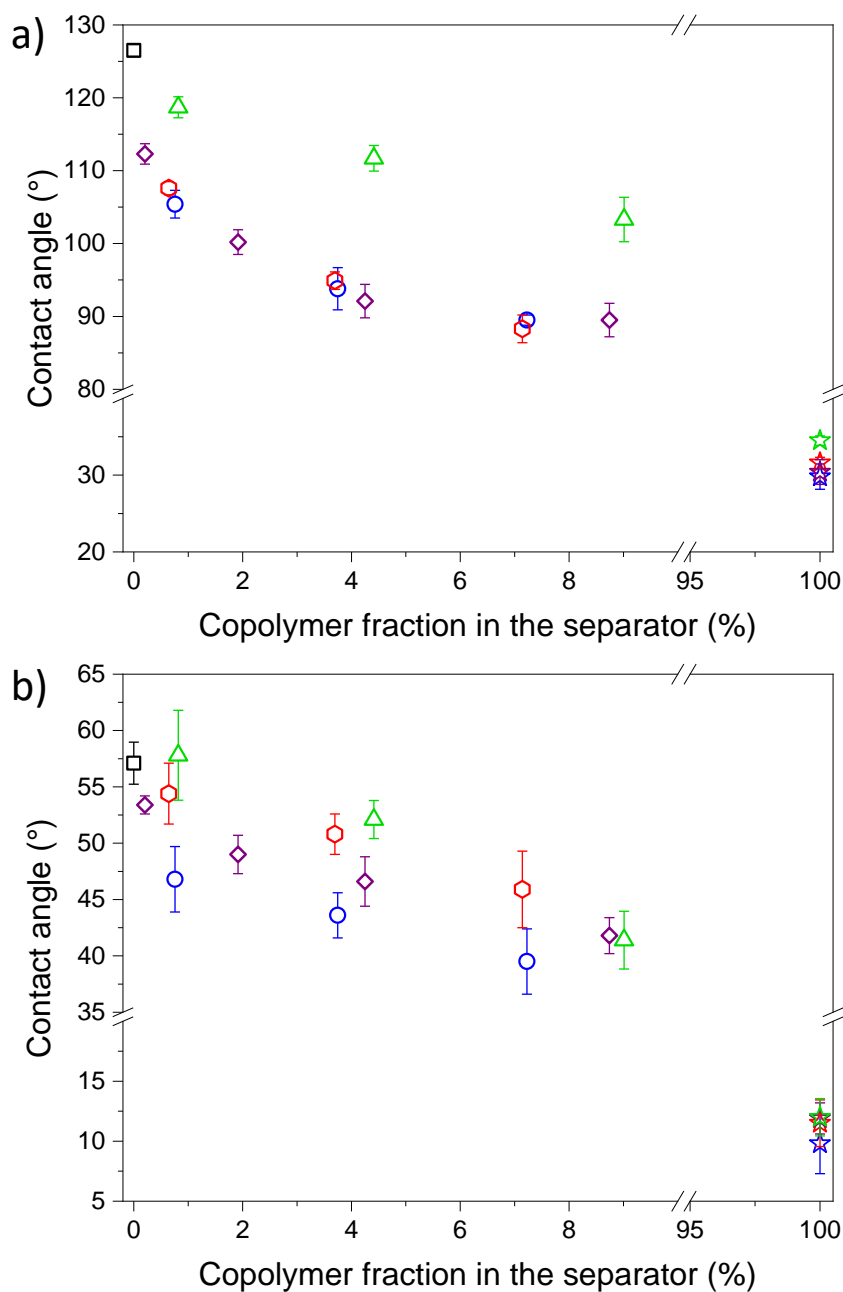 a)
130
120
110
100
90
80
30
20
Contact angle (°)
0 2 4 6 8 95 100
Copolymer fraction in the separator (%)
b)
65
60
55
50
45
40
35
15
10
5
Contact angle (°)
0 2 4 6 8 95 100
Copolymer fraction in the separator (%)